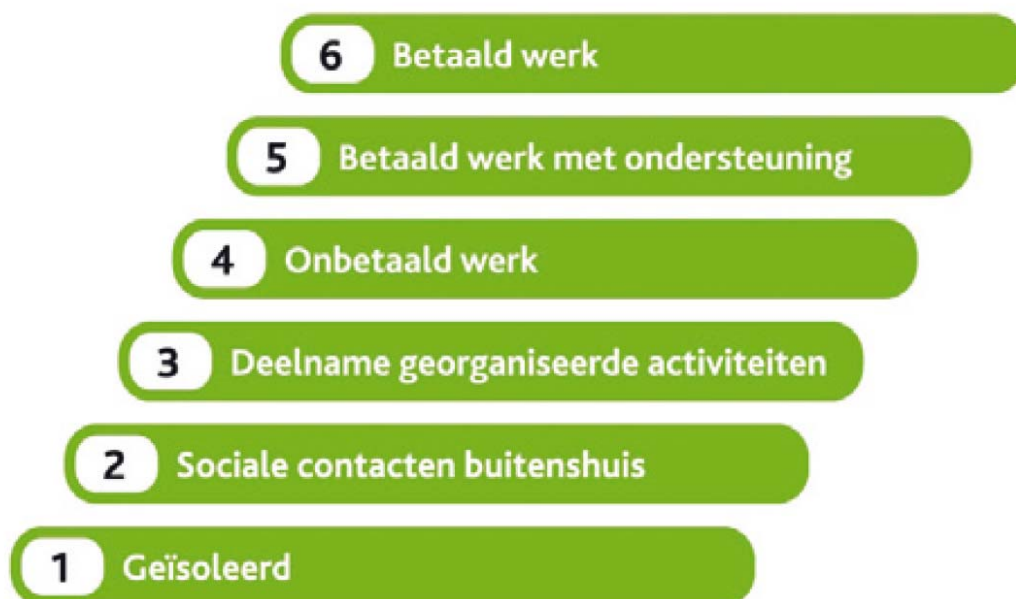 6 Betaald werk
5 Betaald werk met ondersteuning
4 Onbetaald werk
3 Deelname georganiseerde activiteiten
2 Sociale contacten buitenshuis
1 Geïsoleerd